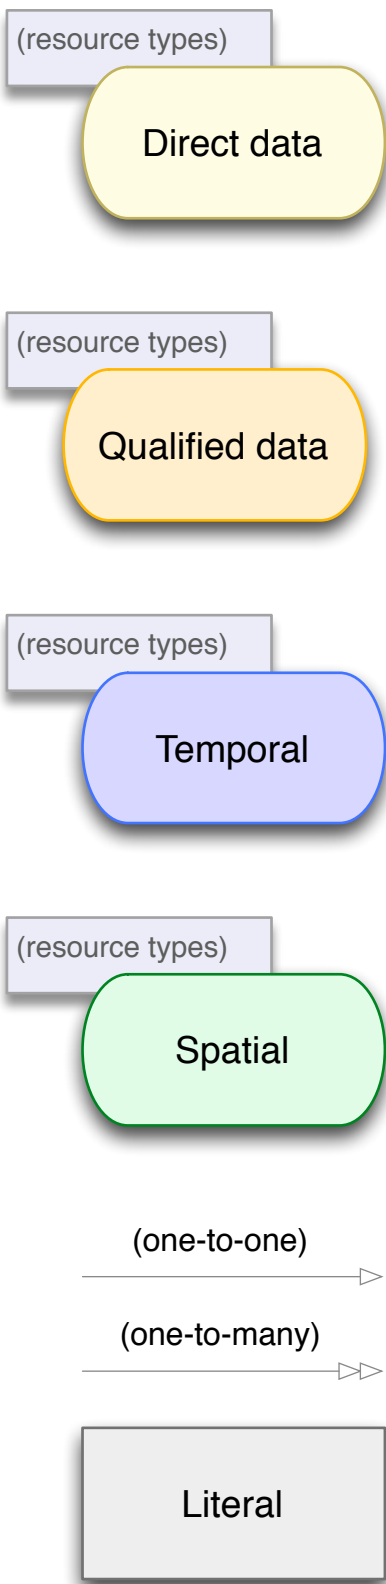 (resource types)
Direct data
(resource types)
Qualified data
(resource types)
Temporal
(resource types)
Spatial
(one-to-one)
(one-to-many)
Literal